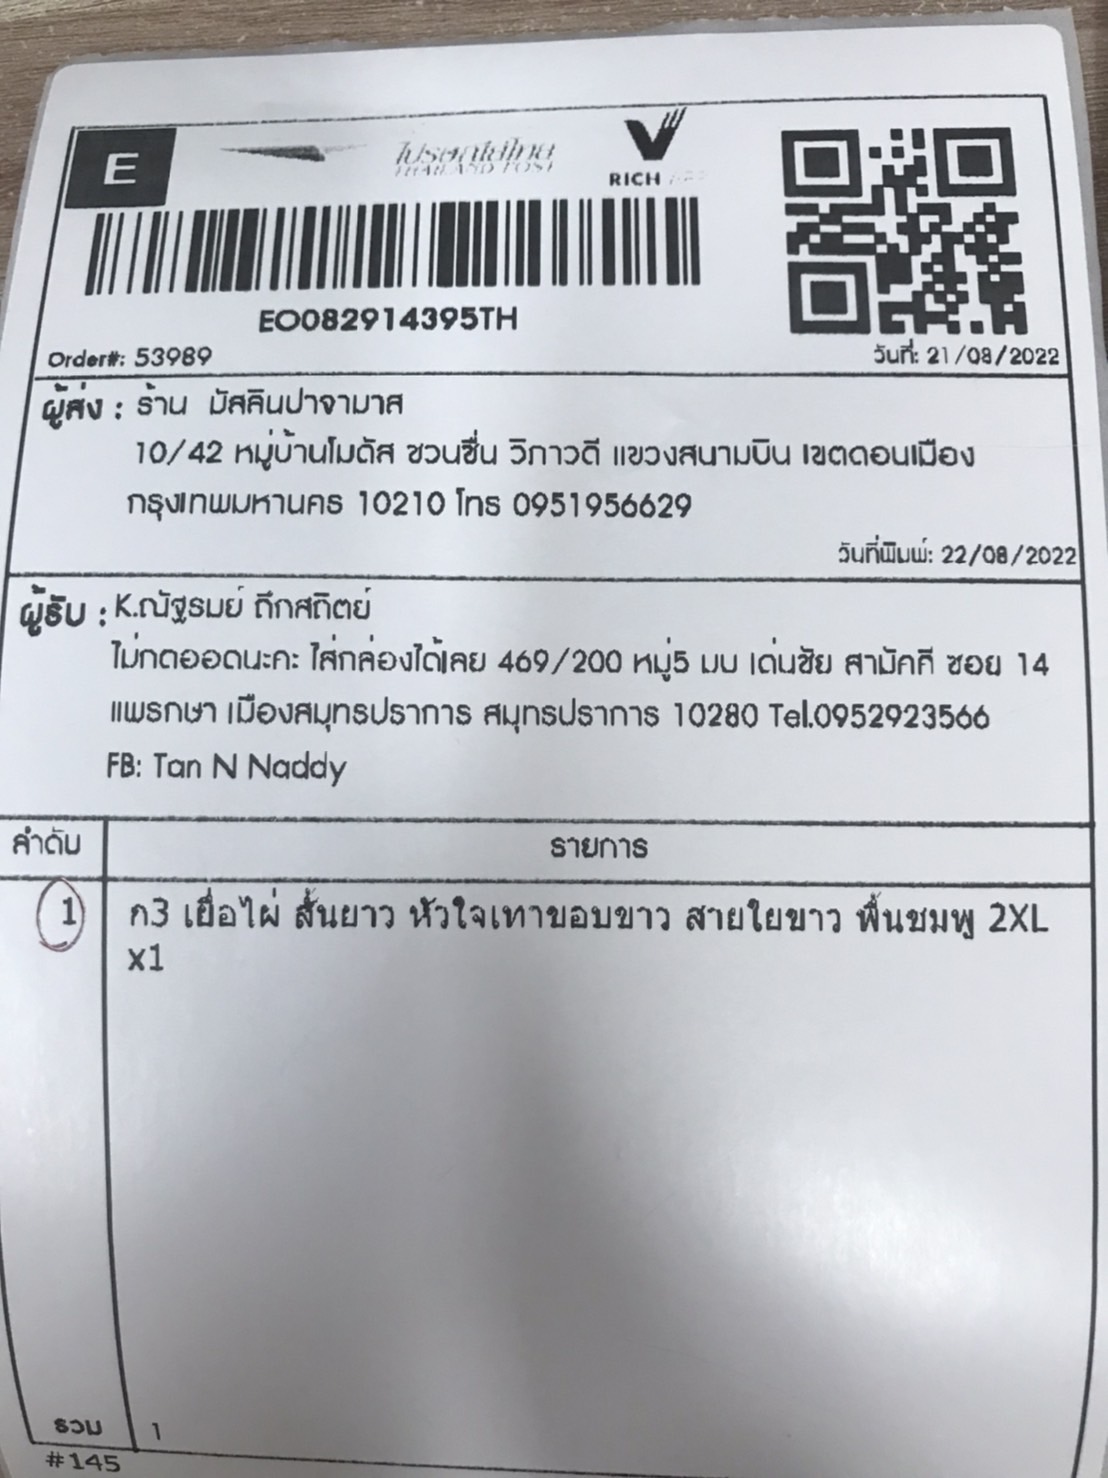 E
ไปรษณีย์ไทย
THAILAND POST
RICH
EO082914395TH
Order#: 53989
วันที่: 21/08/2022
ผู้ส่ง : ร้าน มัสลินปาจามาส
10/42 หมู่บ้านโมดัส ชวนชื่น วิภาวดี แขวงสนามบิน เขตดอนเมือง
กรุงเทพมหานคร 10210 โทร 0951956629
วันที่พิมพ์: 22/08/2022
ผู้รับ : K.ณัฐรมย์ ถึกสถิตย์
ไม่กดออดนะคะ ใส่กล่องได้เลย 469/200 หมู่5 มบ เด่นชัย สามัคคี ซอย 14
แพรกษา เมืองสมุทรปราการ สมุทรปราการ 10280 Tel.0952923566
FB: Tan N Naddy
ลำดับ รายการ
1 ก3 เยื่อไผ่ สั้นยาว หัวใจเทาขอบขาว สายใยขาว พื้นชมพู 2XL
x1
รวม 1
#145